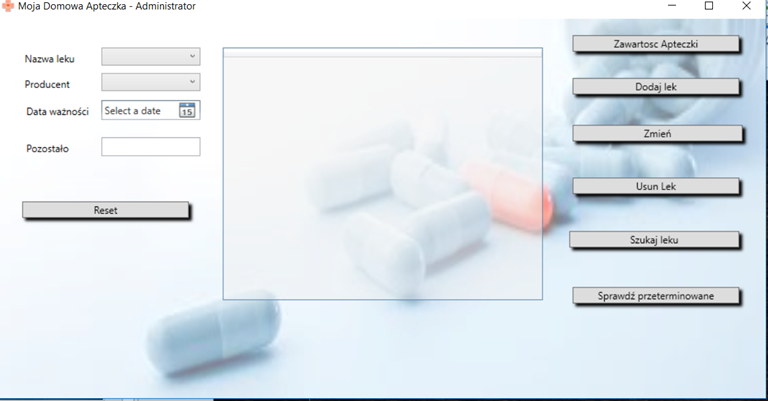 Moja Domowa Apteczka - Administrator
Nazwa leku
Producent
Data ważności
Select a date
15
Pozostało
Reset
Zawartosc Apteczki
Dodaj lek
Zmień
Usun Lek
Szukaj leku
Sprawdź przeterminowane